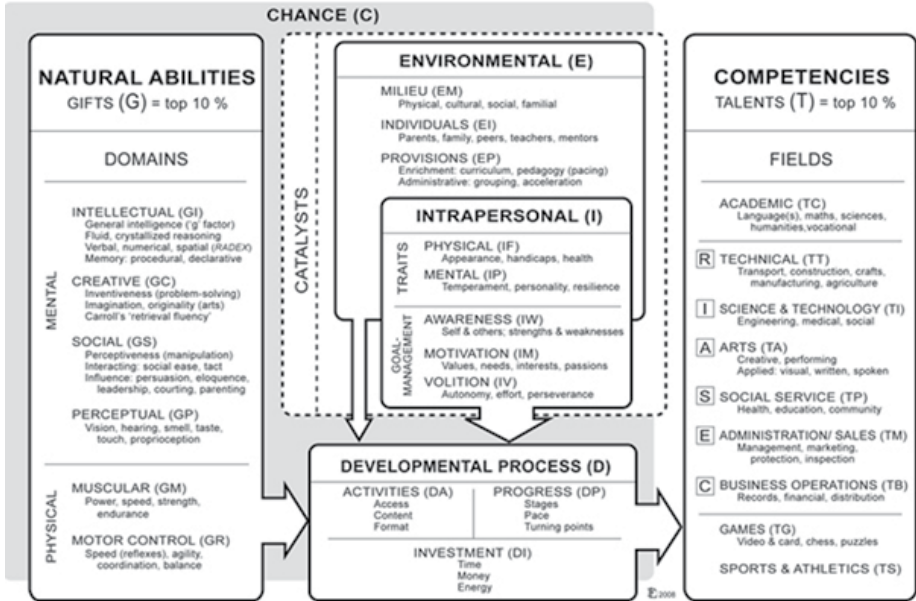 CHANCE (C)
NATURAL ABILITIES
GIFTS (G) = top 10 %
DOMAINS
MENTAL
INTELLECTUAL (GI)
General intelligence ('g' factor)
Fluid, crystallized reasoning
Verbal, numerical, spatial (RADEX)
Memory: procedural, declarative
CREATIVE (GC)
Inventiveness (problem-solving)
Imagination, originality (arts)
Carroll's 'retrieval fluency'
SOCIAL (GS)
Perceptiveness (manipulation)
Interacting: social ease, tact
Influence: persuasion, eloquence,
leadership, courting, parenting
PERCEPTUAL (GP)
Vision, hearing, smell, taste,
touch, proprioception
PHYSICAL
MUSCULAR (GM)
Power, speed, strength,
endurance
MOTOR CONTROL (GR)
Speed (reflexes), agility,
coordination, balance
CATALYSTS
ENVIRONMENTAL (E)
MILIEU (EM)
Physical, cultural, social, familial
INDIVIDUALS (EI)
Parents, family, peers, teachers, mentors
PROVISIONS (EP)
Enrichment: curriculum, pedagogy (pacing)
Administrative: grouping, acceleration
INTRAPERSONAL (I)
TRAITS
PHYSICAL (IF)
Appearance, handicaps, health
MENTAL (IP)
Temperament, personality, resilience
GOAL-
MANAGEMENT
AWARENESS (IW)
Self & others; strengths & weaknesses
MOTIVATION (IM)
Values, needs, interests, passions
VOLITION (IV)
Autonomy, effort, perseverance
DEVELOPMENTAL PROCESS (D)
ACTIVITIES (DA)
Access
Content
Format
PROGRESS (DP)
Stages
Pace
Turning points
INVESTMENT (DI)
Time
Money
Energy
2008
COMPETENCIES
TALENTS (T) = top 10 %
FIELDS
ACADEMIC (TC)
Language(s), maths, sciences,
humanities,vocational
R TECHNICAL (TT)
Transport, construction, crafts,
manufacturing, agriculture
I SCIENCE & TECHNOLOGY (TI)
Engineering, medical, social
A ARTS (TA)
Creative, performing
Applied: visual, written, spoken
S SOCIAL SERVICE (TP)
Health, education, community
E ADMINISTRATION/ SALES (TM)
Management, marketing,
protection, inspection
C BUSINESS OPERATIONS (TB)
Records, financial, distribution
GAMES (TG)
Video & card, chess, puzzles
SPORTS & ATHLETICS (TS)